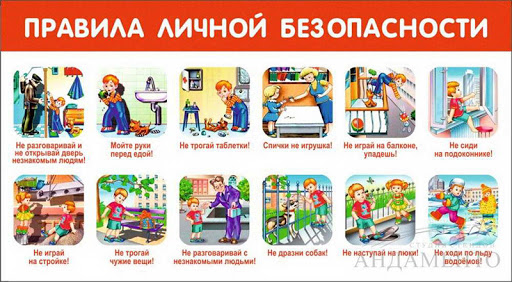 ПРАВИЛА ЛИЧНОЙ БЕЗОПАСНОСТИ
Не разговаривай и
не открывай дверь
незнакомым людям!
Мойте руки
перед едой!
Не трогай таблетки!
Спички не игрушка!
Не играй на балконе,
упадешь!
Не сиди
на подоконнике!
Не играй
на стройке!
Не трогай
чужие вещи!
Не разговаривай с
незнакомыми людьми!
Не дразни собак!
Не наступай на люки!
Не ходи по льду
водоёмов!
АНДАМЕНТО